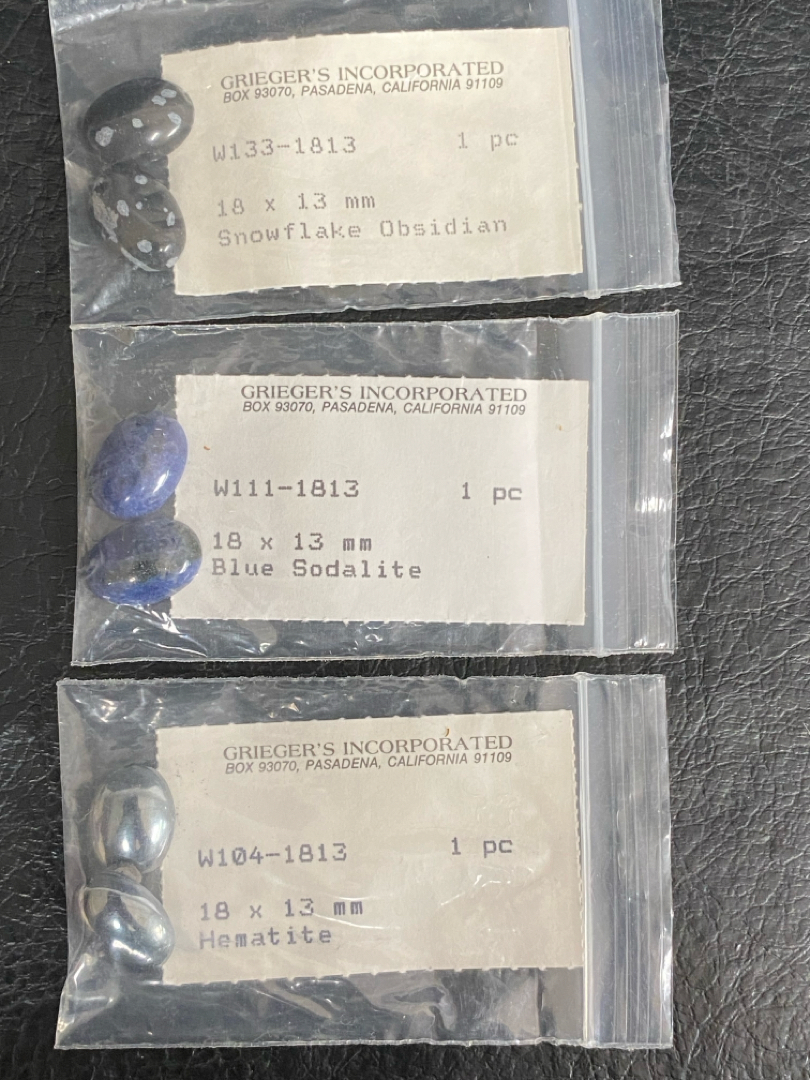 GRIEGER'S INCORPORATED
BOX 93070, PASADENA, CALIFORNIA 91109
W133-1813 1 pc
18 x 13 mm
Snowflake Obsidian
GRIEGER'S INCORPORATED
BOX 93070, PASADENA, CALIFORNIA 91109
W111-1813 1 pc
18 x 13 mm
Blue Sodalite
GRIEGER'S INCORPORATED
BOX 93070, PASADENA, CALIFORNIA 91109
W104-1813 1 pc
18 x 13 mm
Hematite